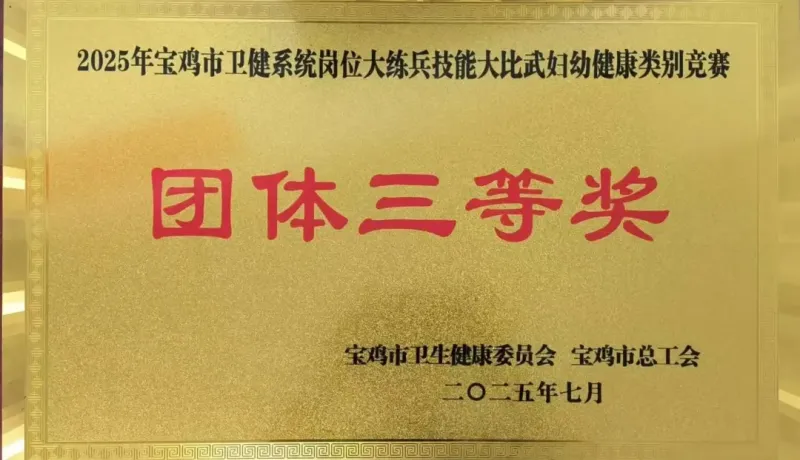 2025年宝鸡市卫健系统岗位大练兵技能大比武妇幼健康类别竞赛
团体三等奖
宝鸡市卫生健康委员会 宝鸡市总工会
二〇二五年七月